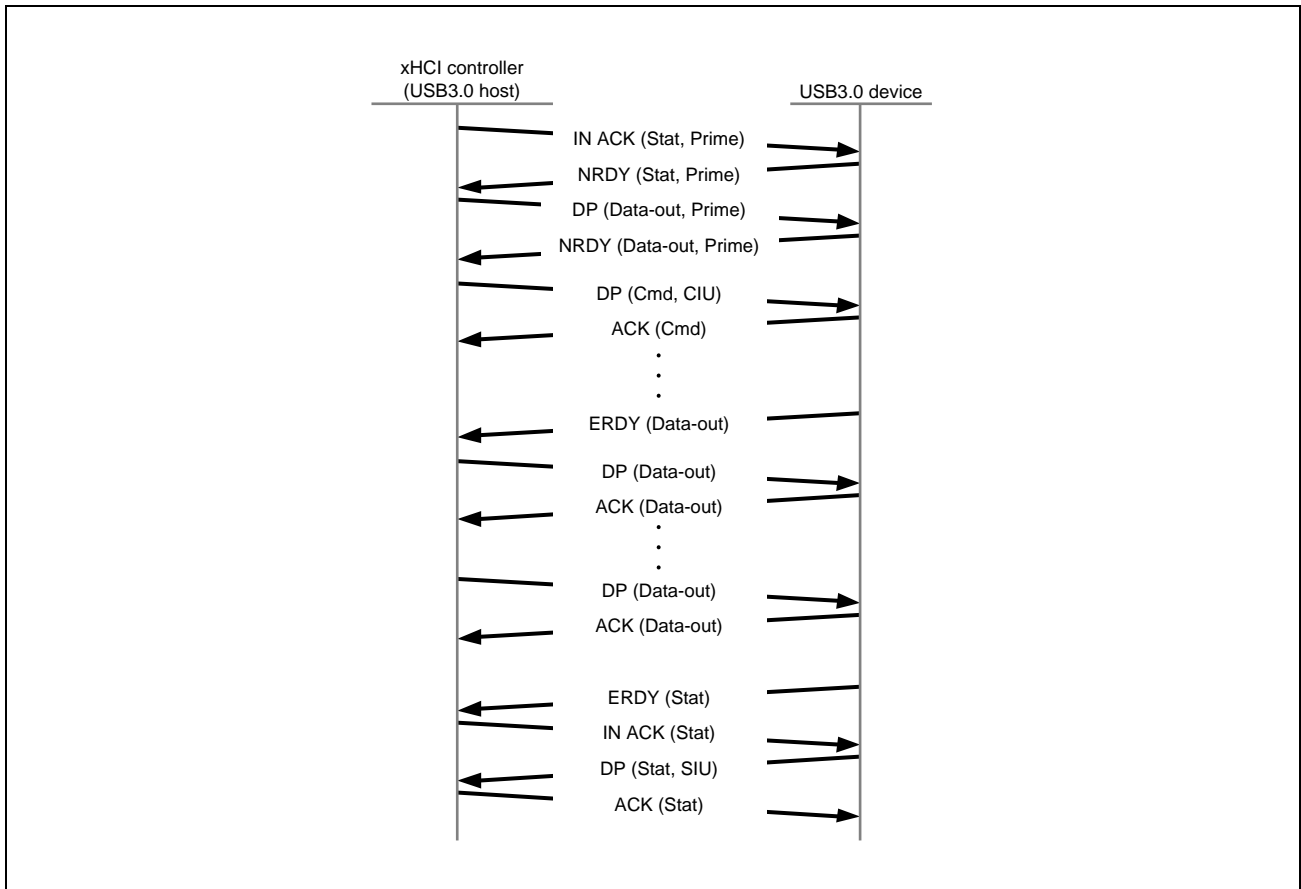 xHCI controller
(USB3.0 host)
USB3.0 device
IN ACK (Stat, Prime)
NRDY (Stat, Prime)
DP (Data-out, Prime)
NRDY (Data-out, Prime)
DP (Cmd, CIU)
ACK (Cmd)
ERDY (Data-out)
DP (Data-out)
ACK (Data-out)
DP (Data-out)
ACK (Data-out)
ERDY (Stat)
IN ACK (Stat)
DP (Stat, SIU)
ACK (Stat)